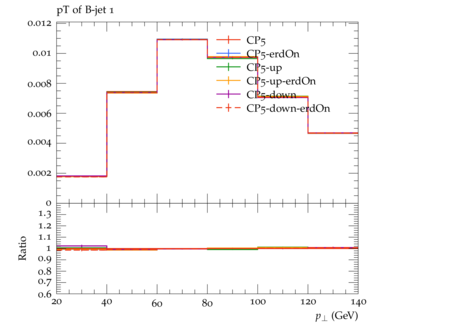 pT of B-jet 1
0.012
0.01
0.008
0.006
0.004
0.002
0
CP5
CP5-erdOn
CP5-up
CP5-up-erdOn
CP5-down
CP5-down-erdOn
Ratio
1.3
1.2
1.1
1
0.9
0.8
0.7
0.6
20 40 60 80 100 120 140
p⊥ (GeV)